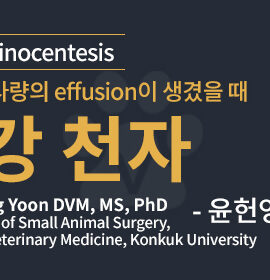 inocentesis
사량의 effusion이 생겼을 때
강 천자
g Yoon DVM, MS, PhD
- 윤헌영
of Small Animal Surgery,
eterinary Medicine, Konkuk University